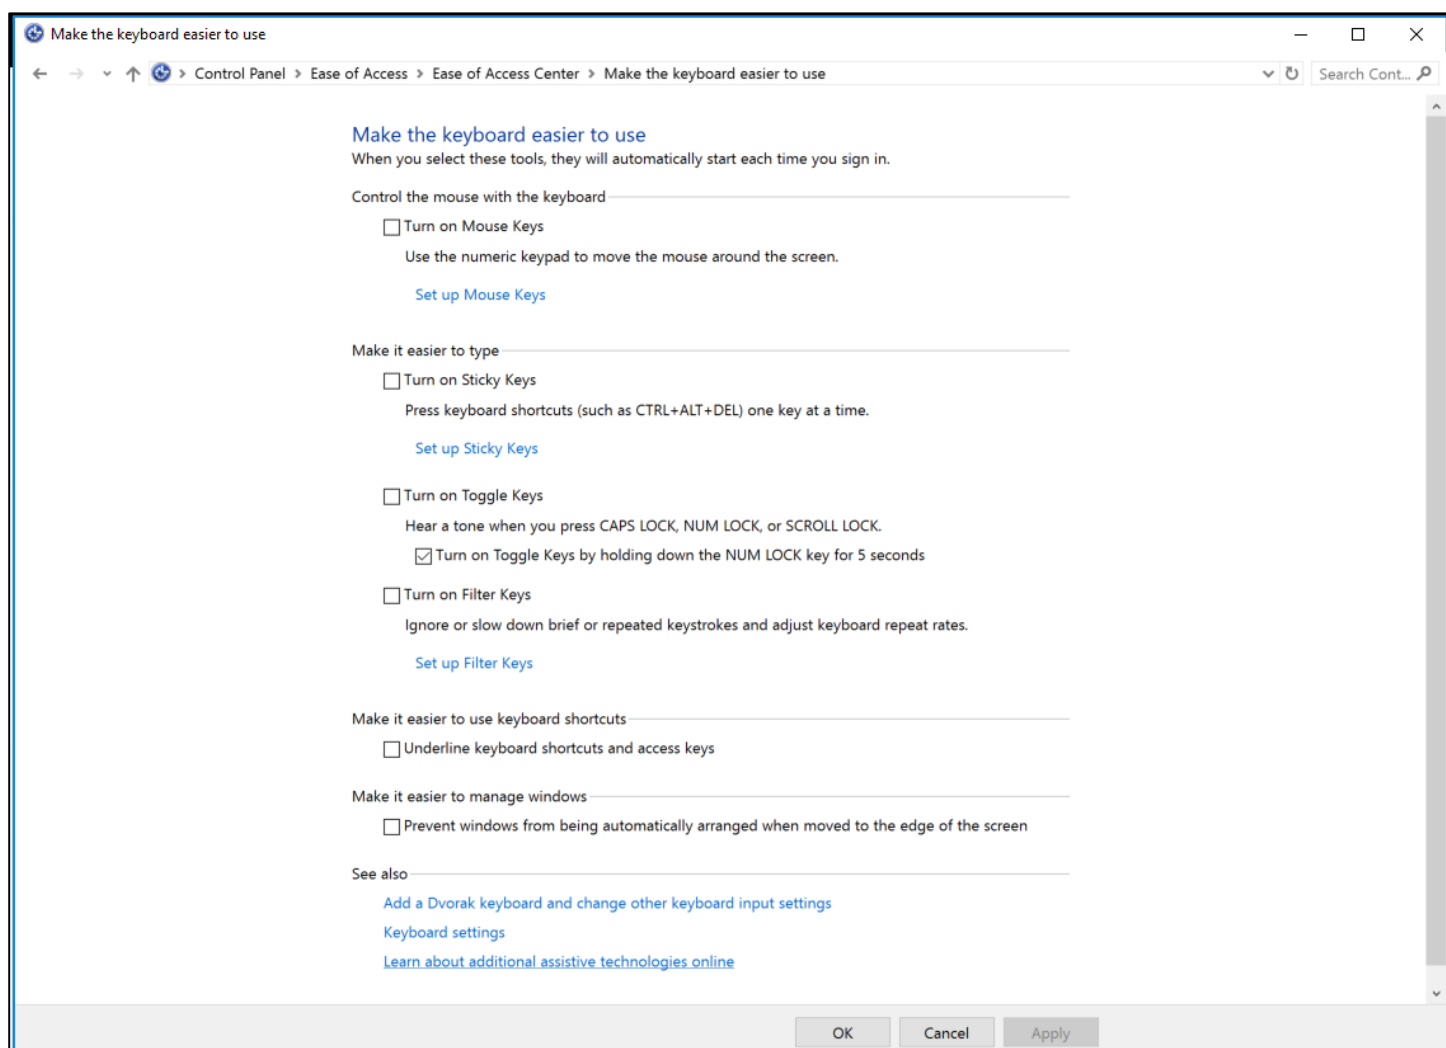 Make the keyboard easier to use
Control Panel > Ease of Access > Ease of Access Center > Make the keyboard easier to use
Search Cont...
Make the keyboard easier to use
When you select these tools, they will automatically start each time you sign in.
Control the mouse with the keyboard
Turn on Mouse Keys
Use the numeric keypad to move the mouse around the screen.
Set up Mouse Keys
Make it easier to type
Turn on Sticky Keys
Press keyboard shortcuts (such as CTRL+ALT+DEL) one key at a time.
Set up Sticky Keys
Turn on Toggle Keys
Hear a tone when you press CAPS LOCK, NUM LOCK, or SCROLL LOCK.
Turn on Toggle Keys by holding down the NUM LOCK key for 5 seconds
Turn on Filter Keys
Ignore or slow down brief or repeated keystrokes and adjust keyboard repeat rates.
Set up Filter Keys
Make it easier to use keyboard shortcuts
Underline keyboard shortcuts and access keys
Make it easier to manage windows
Prevent windows from being automatically arranged when moved to the edge of the screen
See also
Add a Dvorak keyboard and change other keyboard input settings
Keyboard settings
Learn about additional assistive technologies online
OK Cancel Apply